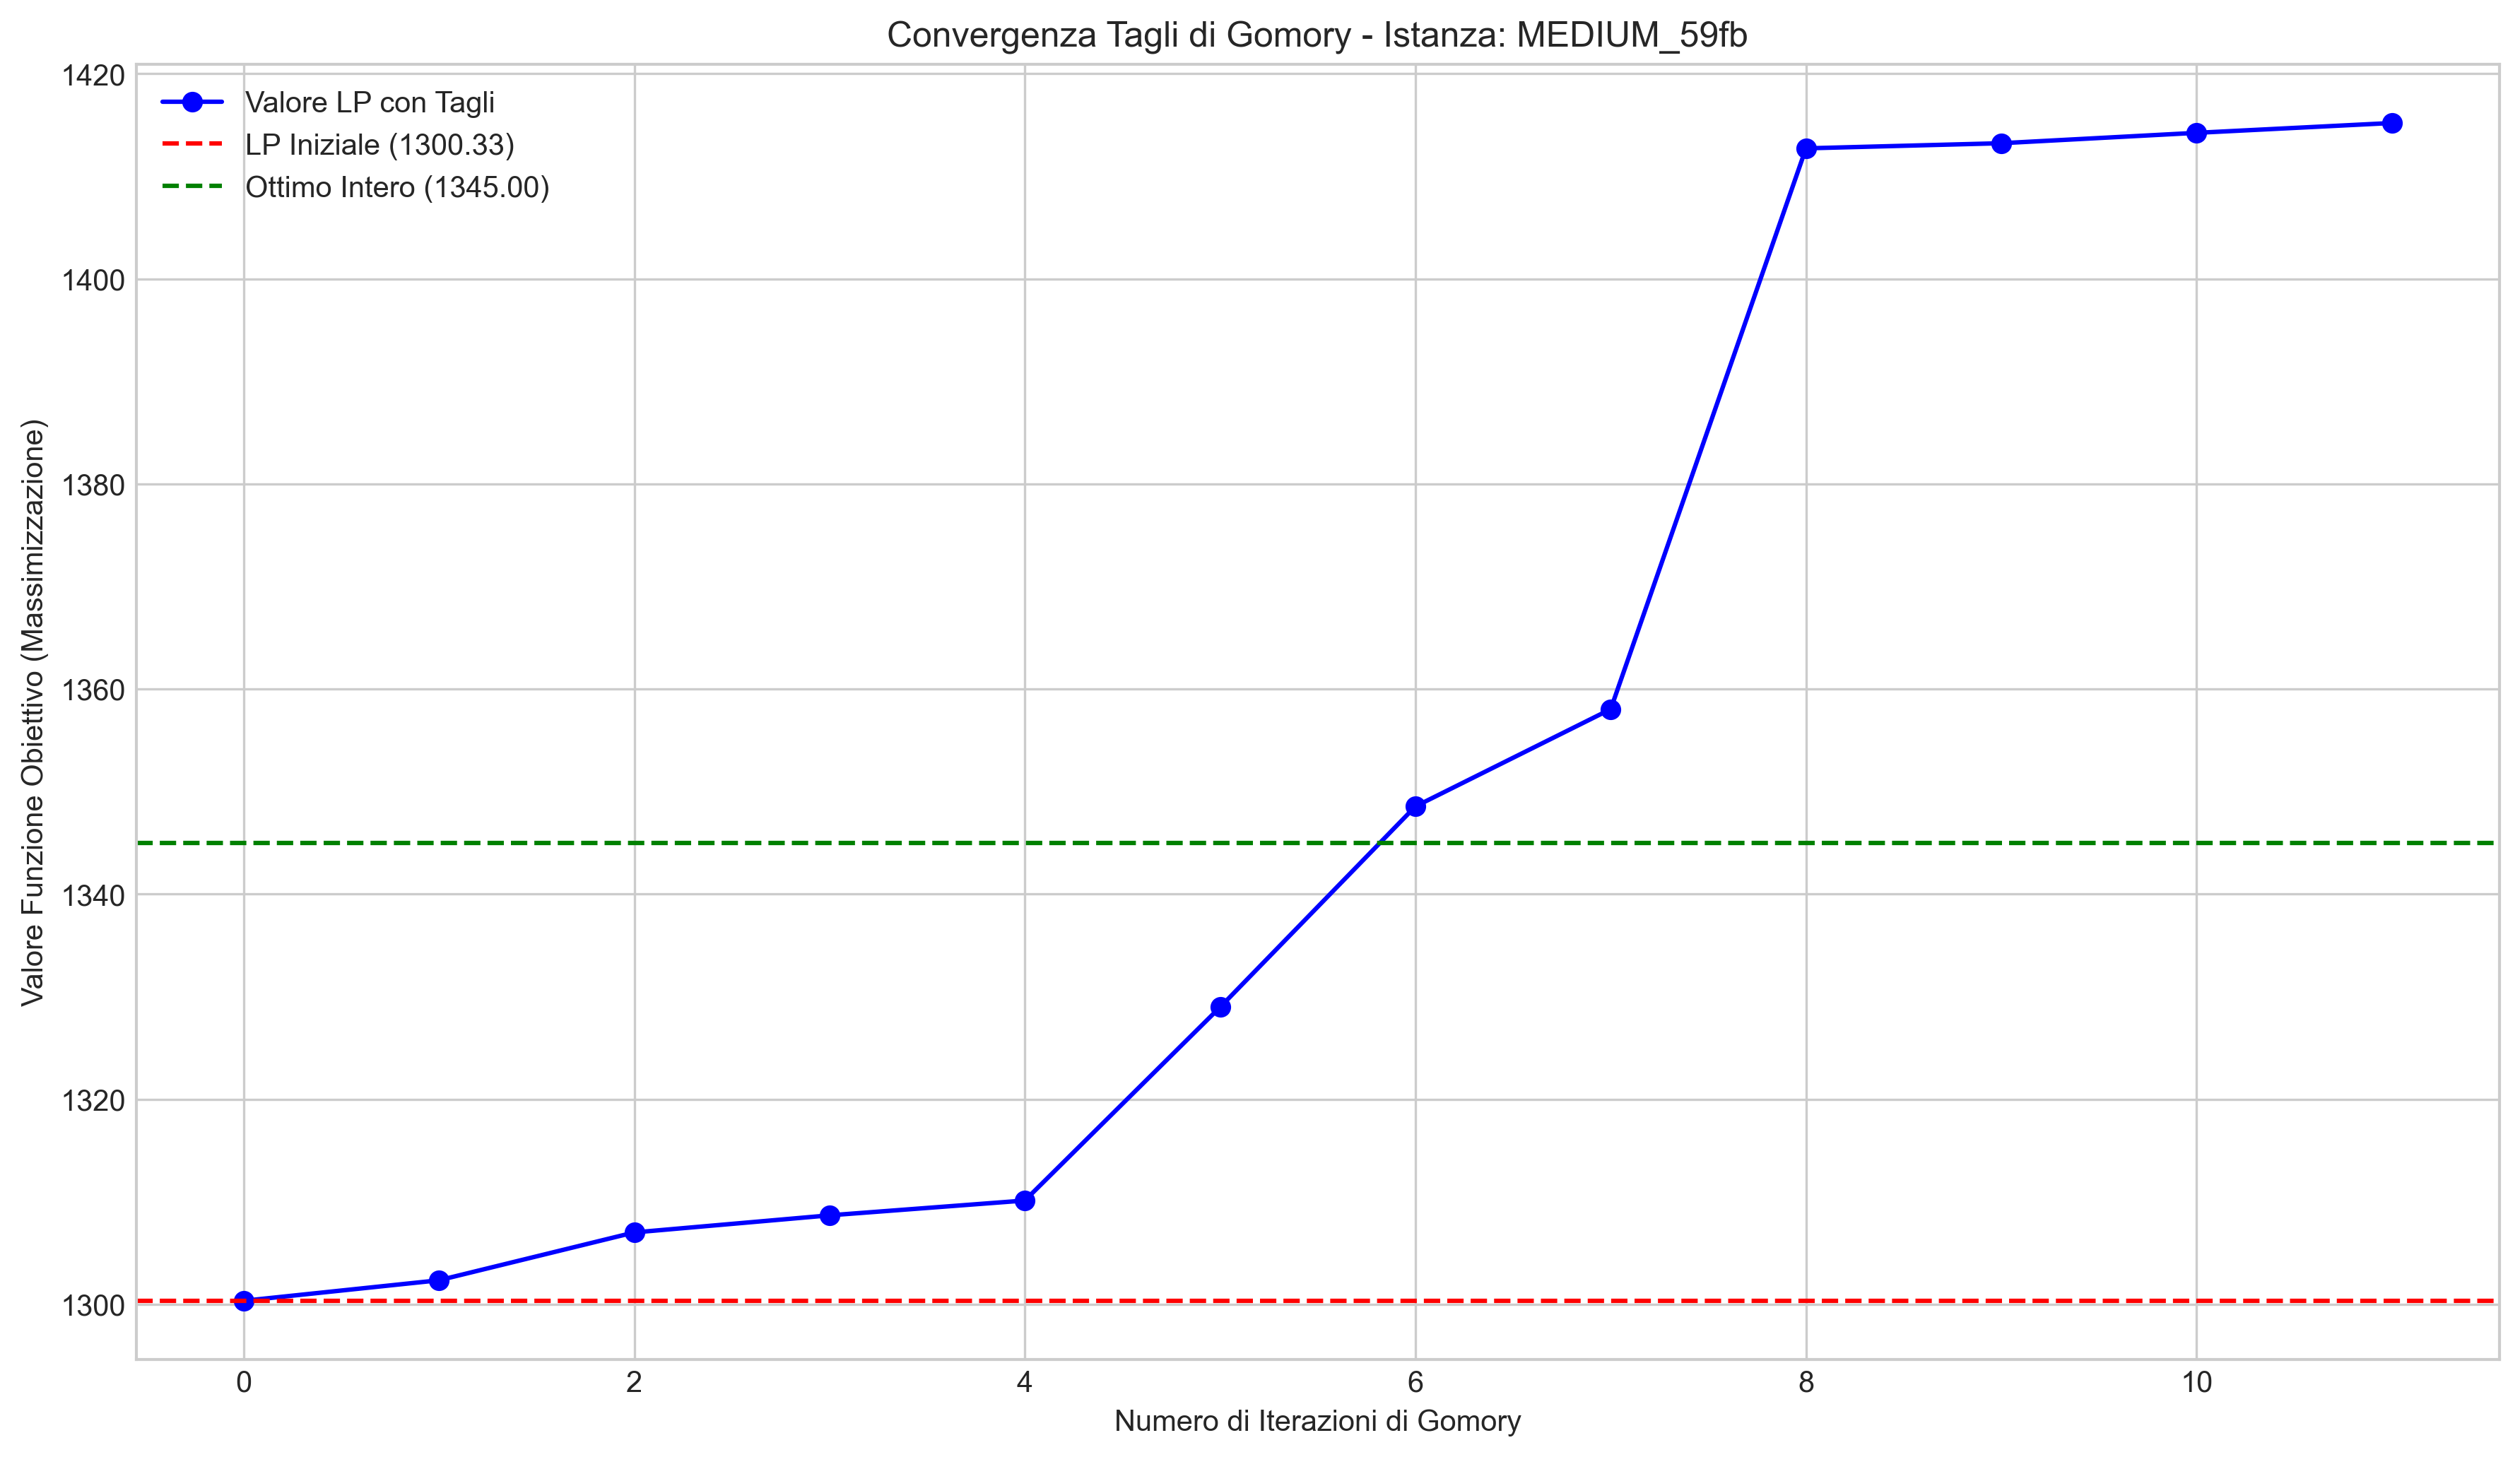 Convergenza Tagli di Gomory - Istanza: MEDIUM_59fb
Valore LP con Tagli
LP Iniziale (1300.33)
Ottimo Intero (1345.00)
Valore Funzione Obiettivo (Massimizzazione)
1420
1400
1380
1360
1340
1320
1300
0 2 4 6 8 10
Numero di Iterazioni di Gomory